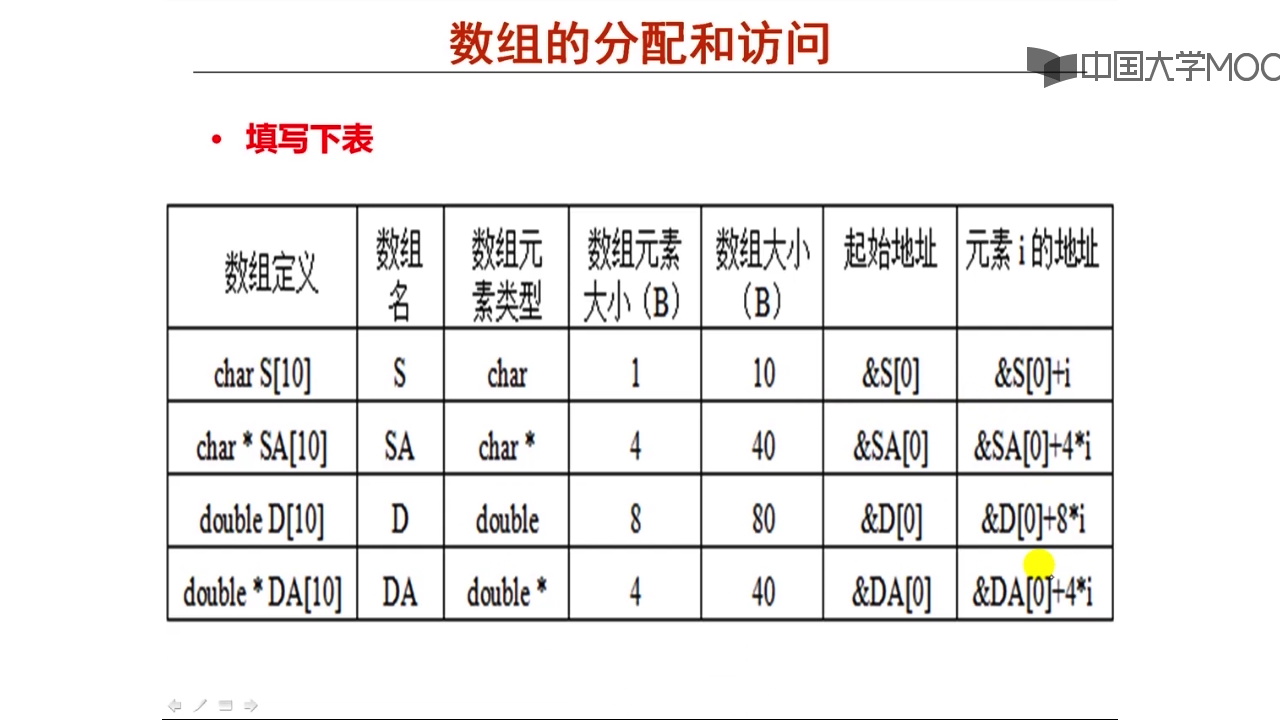 数组的分配和访问
中国大学MOO
• 填写下表
数组定义 数组名 数组元素类型 数组元素大小（B） 数组大小（B） 起始地址 元素 i 的地址
char S[10] S char 1 10 &S[0] &S[0]+i
char * SA[10] SA char * 4 40 &SA[0] &SA[0]+4*i
double D[10] D double 8 80 &D[0] &D[0]+8*i
double * DA[10] DA double * 4 40 &DA[0] &DA[0]+4*i